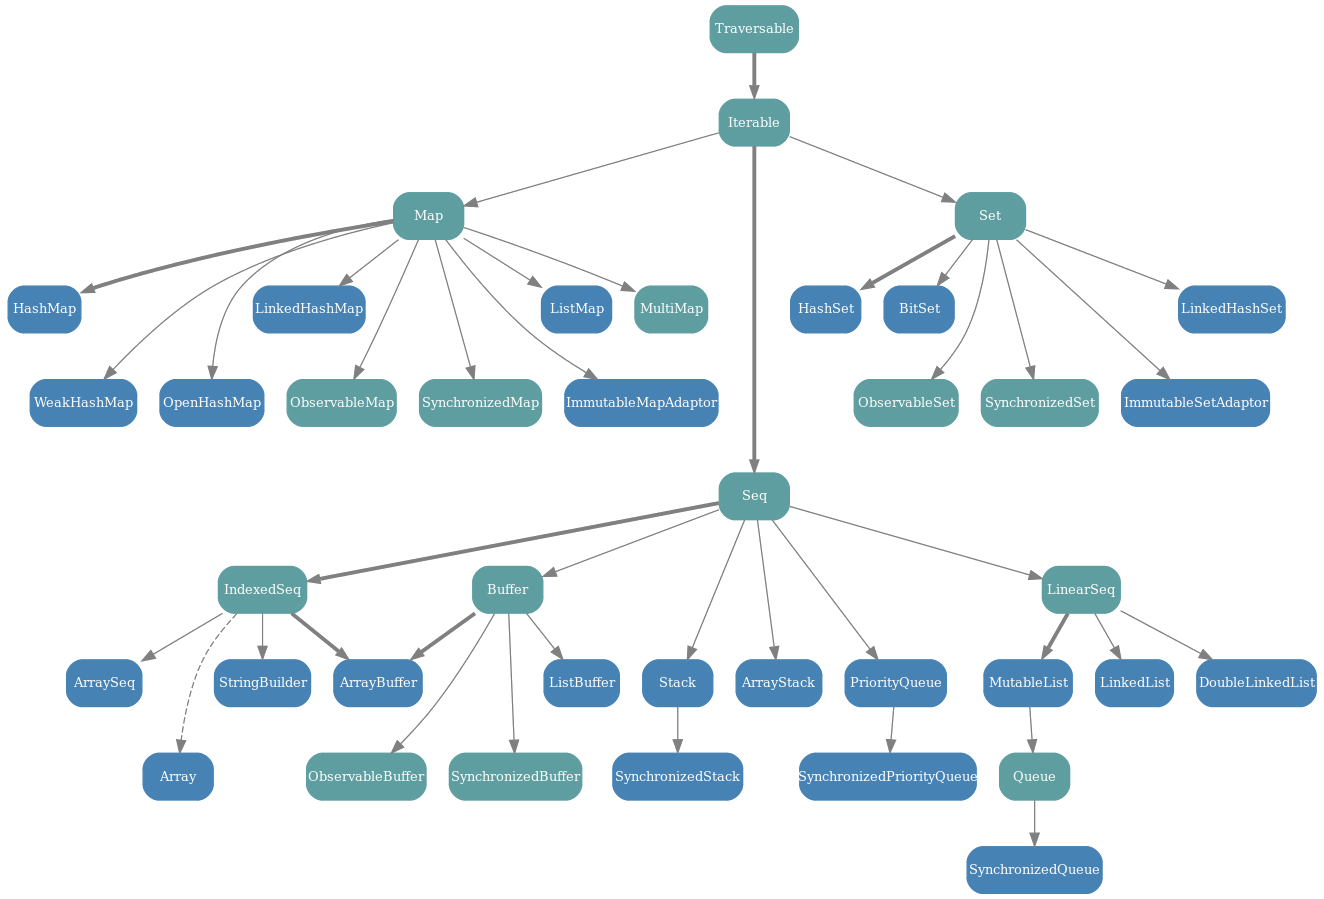 Traversable
Iterable
Map
Set
HashMap
LinkedHashMap
ListMap
MultiMap
HashSet
BitSet
LinkedHashSet
WeakHashMap
OpenHashMap
ObservableMap
SynchronizedMap
ImmutableMapAdaptor
ObservableSet
SynchronizedSet
ImmutableSetAdaptor
Seq
IndexedSeq
Buffer
LinearSeq
ArraySeq
StringBuilder
ArrayBuffer
ListBuffer
Stack
ArrayStack
PriorityQueue
MutableList
LinkedList
DoubleLinkedList
Array
ObservableBuffer
SynchronizedBuffer
SynchronizedStack
SynchronizedPriorityQueue
Queue
SynchronizedQueue